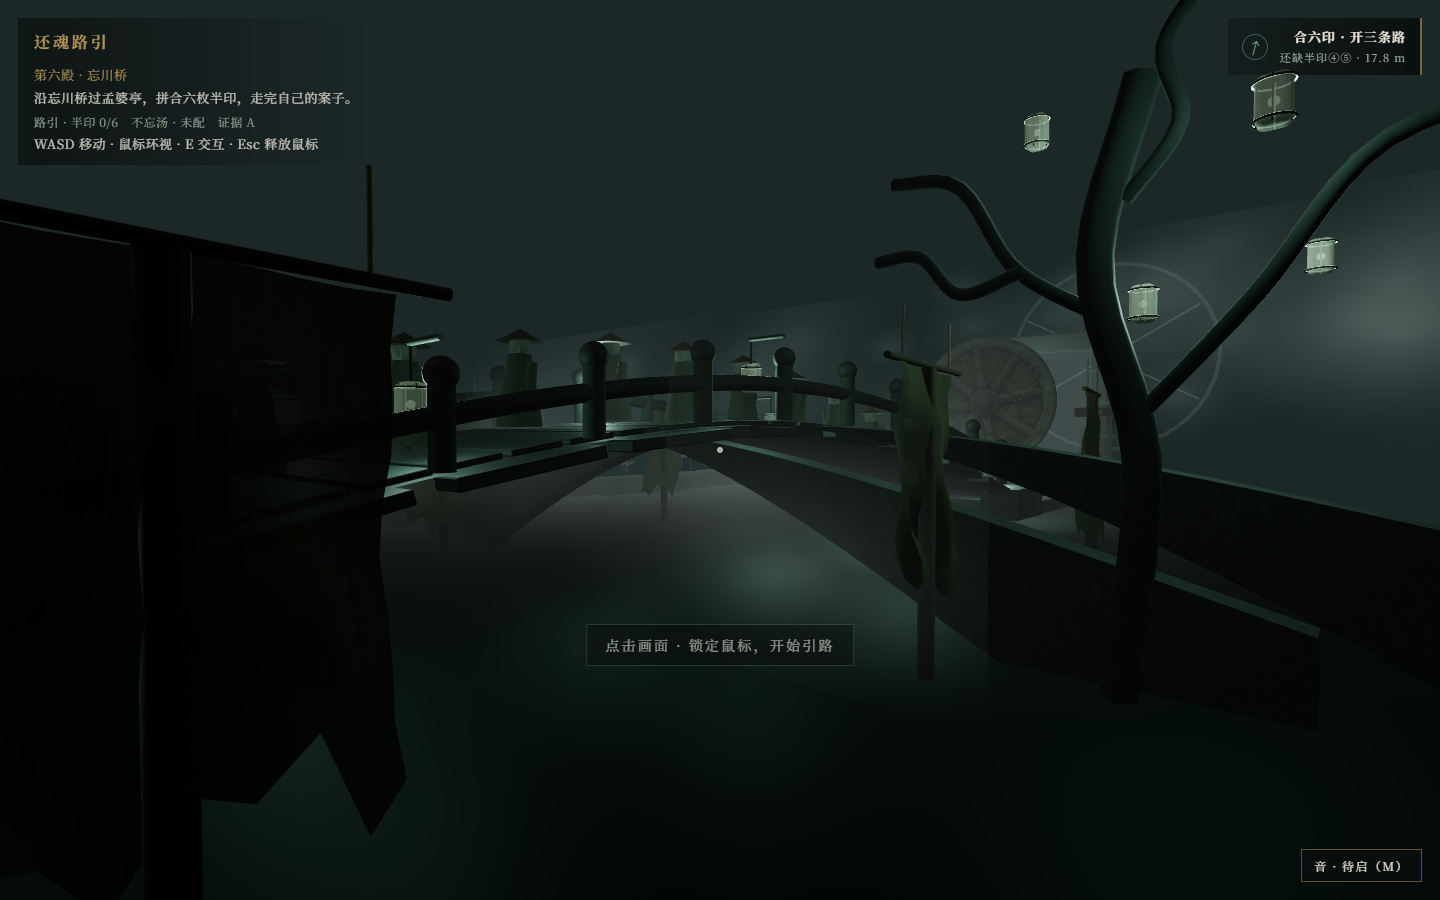 还魂路引
第六殿 · 忘川桥
沿忘川桥过孟婆亭，拼合六枚半印，走完自己的案子。
路引 · 半印 0/6 不忘汤 · 未配 证据 A
WASD 移动 · 鼠标环视 · E 交互 · Esc 释放鼠标
合六印 · 开三条路
还缺半印④⑤ · 17.8 m
点击画面 · 锁定鼠标，开始引路
音 · 待启（M）